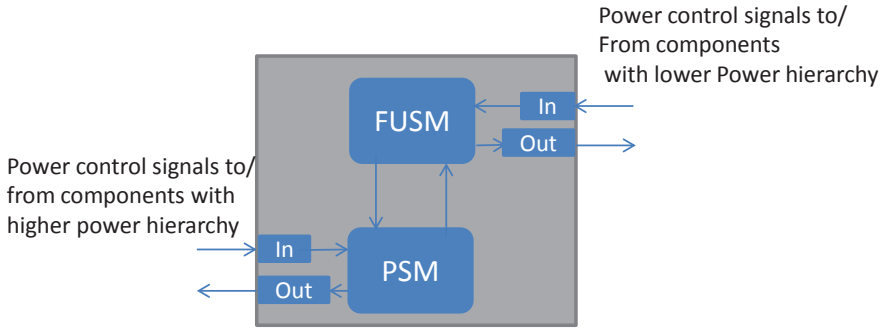 Power control signals to/
From components
with lower Power hierarchy
FUSM
In
Out
Power control signals to/
from components with
higher power hierarchy
In
Out
PSM